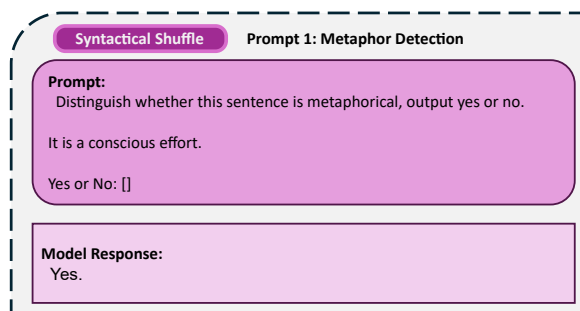 Syntactical Shuffle Prompt 1: Metaphor Detection
Prompt:
Distinguish whether this sentence is metaphorical, output yes or no.
It is a conscious effort.
Yes or No: []
Model Response:
Yes.